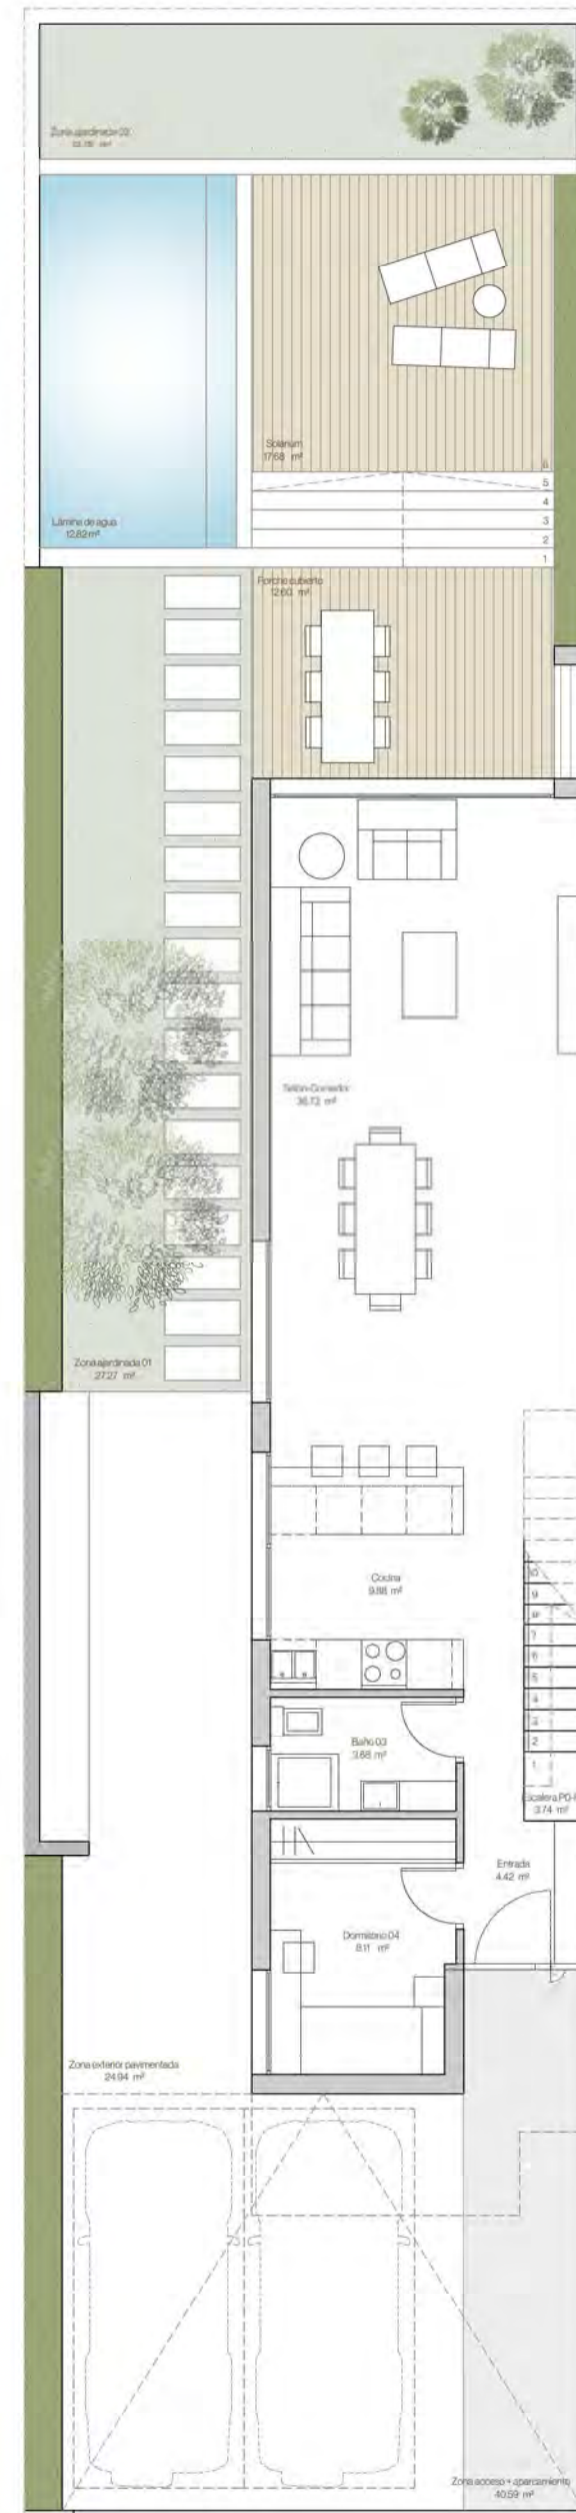 Zona ajardinada 02
m²
Solarium
17.68 m²
6
5
4
3
2
1
Lámina de agua
12.82 m²
Porche cubierto
12.60 m²
36.72 m²
Zona ajardinada 01
27.27 m²
Cocina
9.88 m²
10
9
8
7
6
5
4
3
2
1
Baño 03
3.68 m²
Escalera P0-
3.74 m²
Entrada
4.42 m²
Dormitorio 04
8.11 m²
Zona exterior pavimentada
24.94 m²
Zona acceso + aparcamiento
40.59 m²